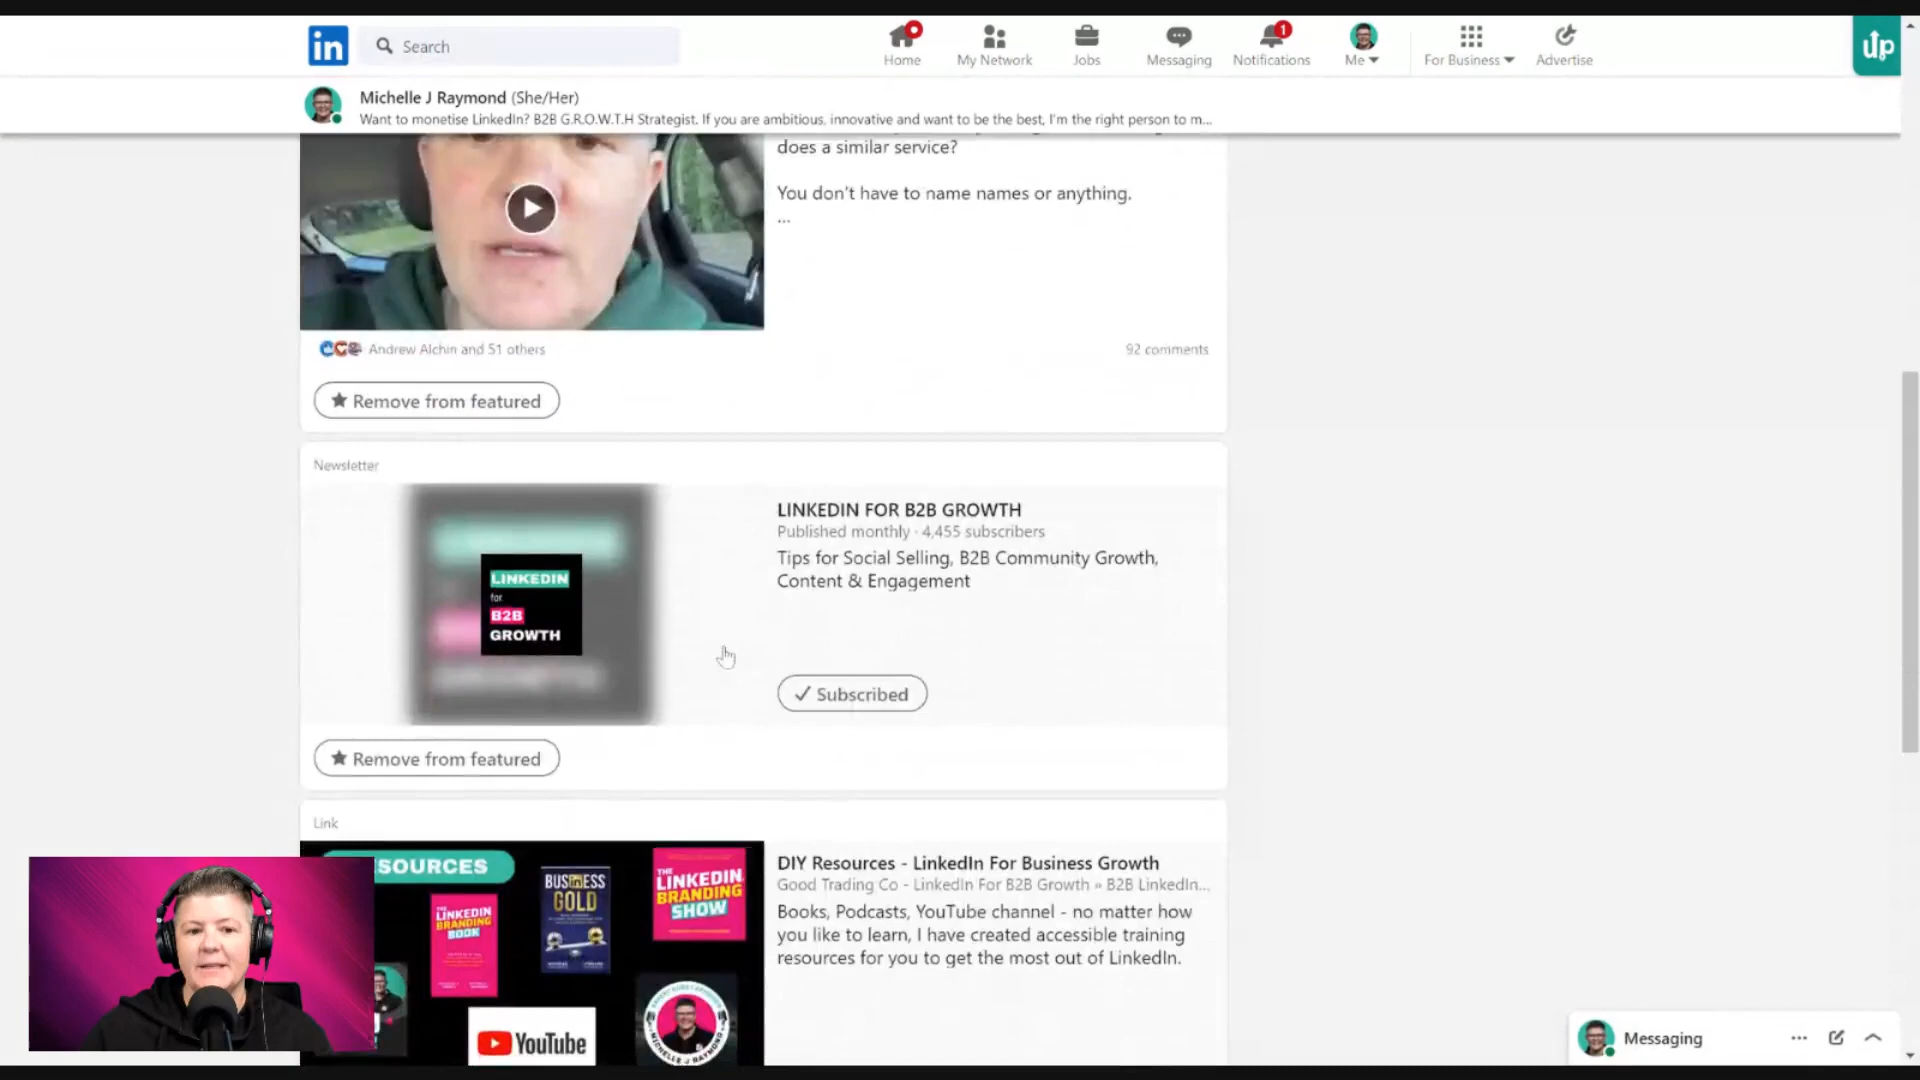 in
Search
Home
My Network
Jobs
Messaging
1
Notifications
Me
For Business
Advertise
up
Michelle J Raymond (She/Her)
Want to monetise LinkedIn? B2B G.R.O.W.T.H Strategist. If you are ambitious, innovative and want to be the best, I'm the right person to m...
does a similar service?
You don't have to name names or anything.
...
Andrew Alchin and 51 others
92 comments
Remove from featured
Newsletter
LINKEDIN
for
B2B
GROWTH
LINKEDIN FOR B2B GROWTH
Published monthly · 4,455 subscribers
Tips for Social Selling, B2B Community Growth,
Content & Engagement
Subscribed
Remove from featured
Link
SOURCES
THE
LINKEDIN
BRANDING
BOOK
BUSINESS
GOLD
THE
LINKEDIN
BRANDING
SHOW
YouTube
MICHELLE J RAYMOND
DIY Resources - LinkedIn For Business Growth
Good Trading Co - LinkedIn For B2B Growth » B2B LinkedIn...
Books, Podcasts, YouTube channel - no matter how
you like to learn, I have created accessible training
resources for you to get the most out of LinkedIn.
Messaging